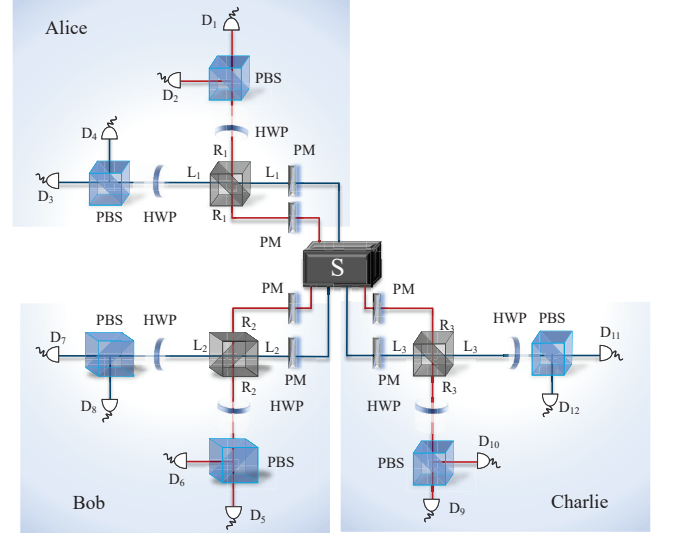 Alice
D1
PBS
D2
D4
HWP
R1
PM
L1
L1
D3
PBS
HWP
R1
PM
S
PM
PM
D7
PBS
HWP
R2
R3
HWP
PBS
D11
L2
L2
L3
L3
D8
R2
PM
PM
R3
D12
HWP
HWP
D10
PBS
PBS
D6
Bob
D5
D9
Charlie